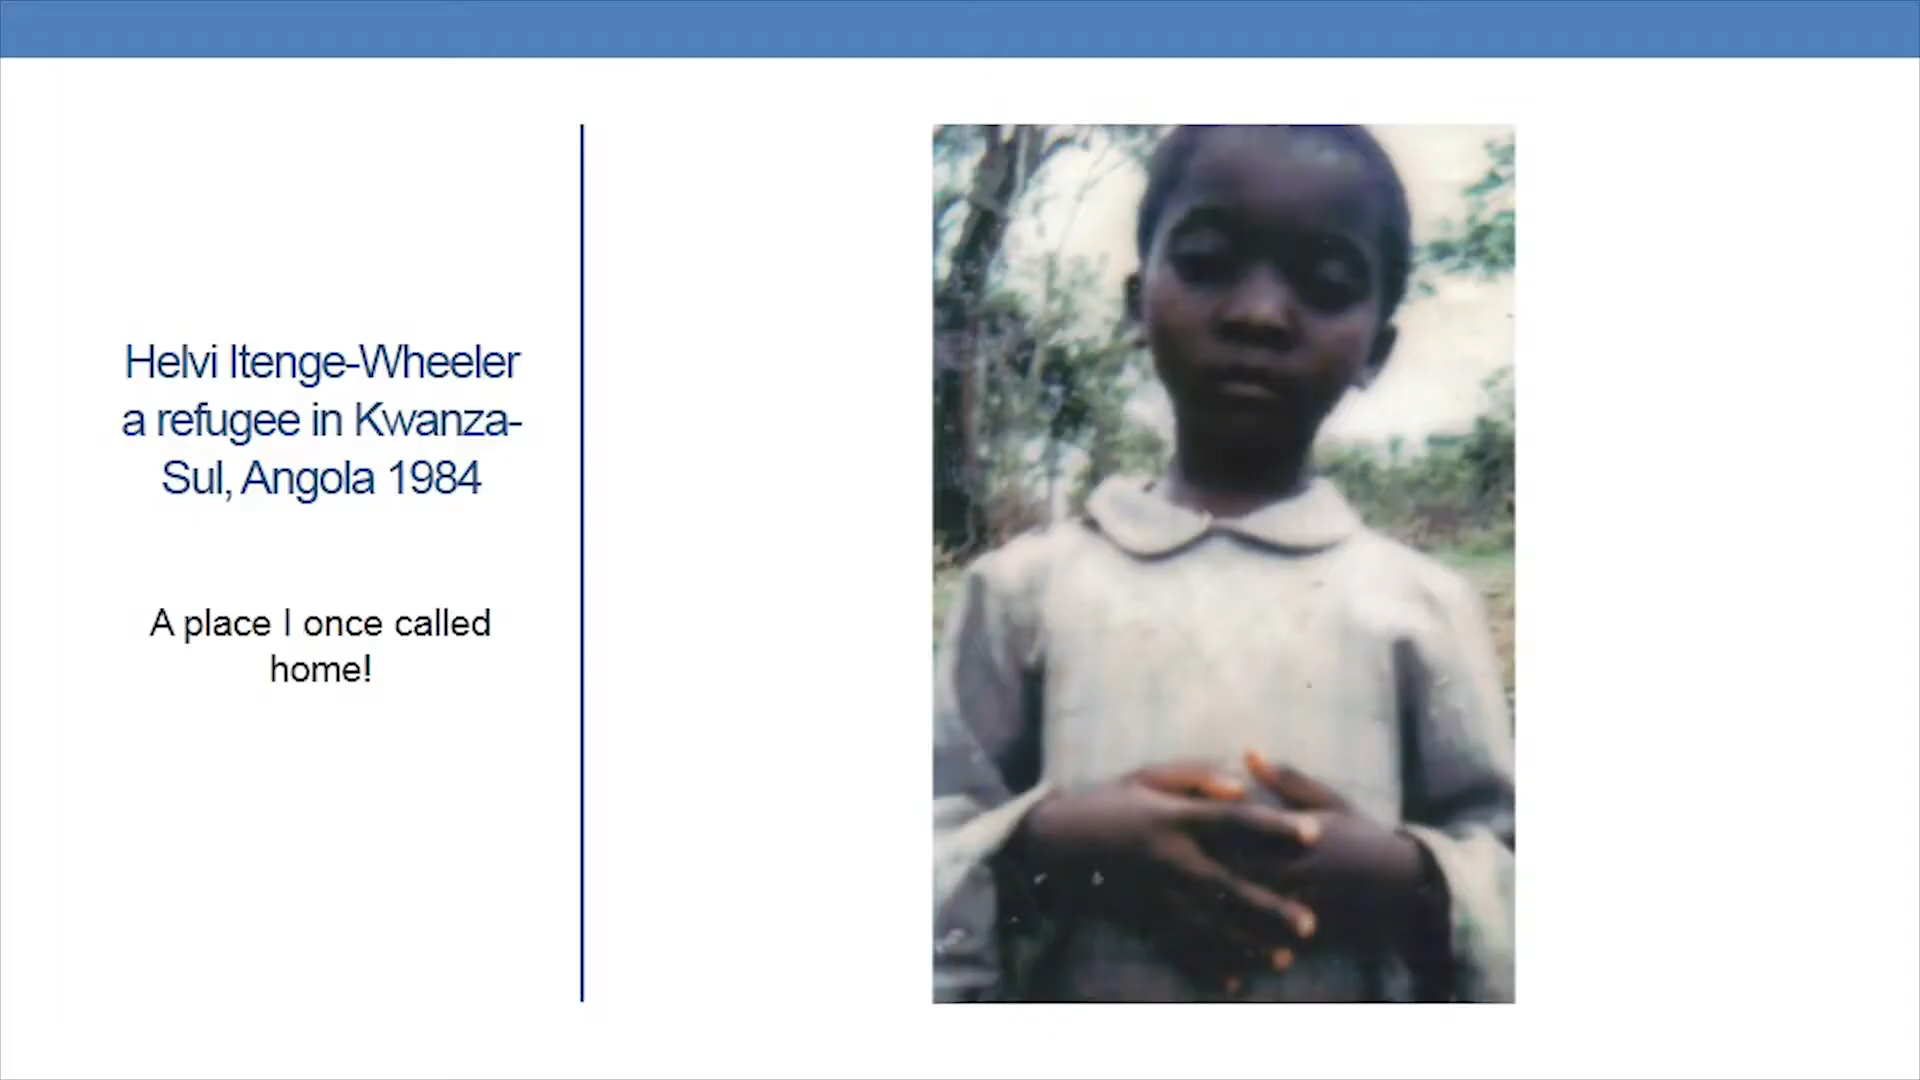 Helvi Itenge-Wheeler
a refugee in Kwanza-
Sul, Angola 1984
A place I once called
home!